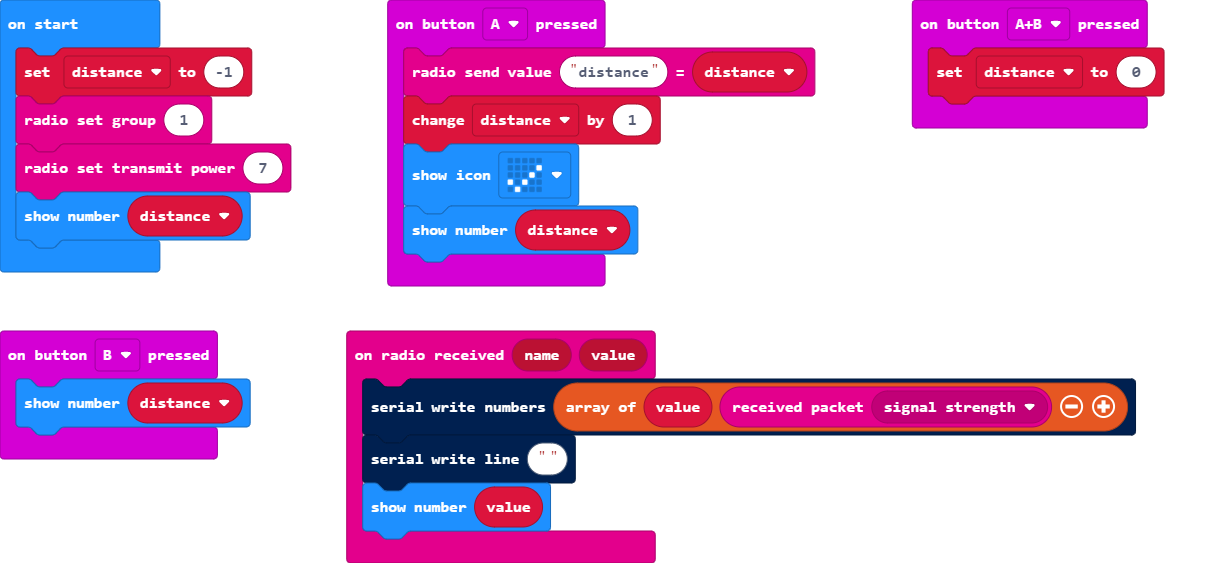 on start
set distance to -1
radio set group 1
radio set transmit power 7
show number distance
on button A pressed
radio send value "distance" = distance
change distance by 1
show icon
show number distance
on button A+B pressed
set distance to 0
on button B pressed
show number distance
on radio received name value
serial write numbers array of value received packet signal strength
serial write line " "
show number value